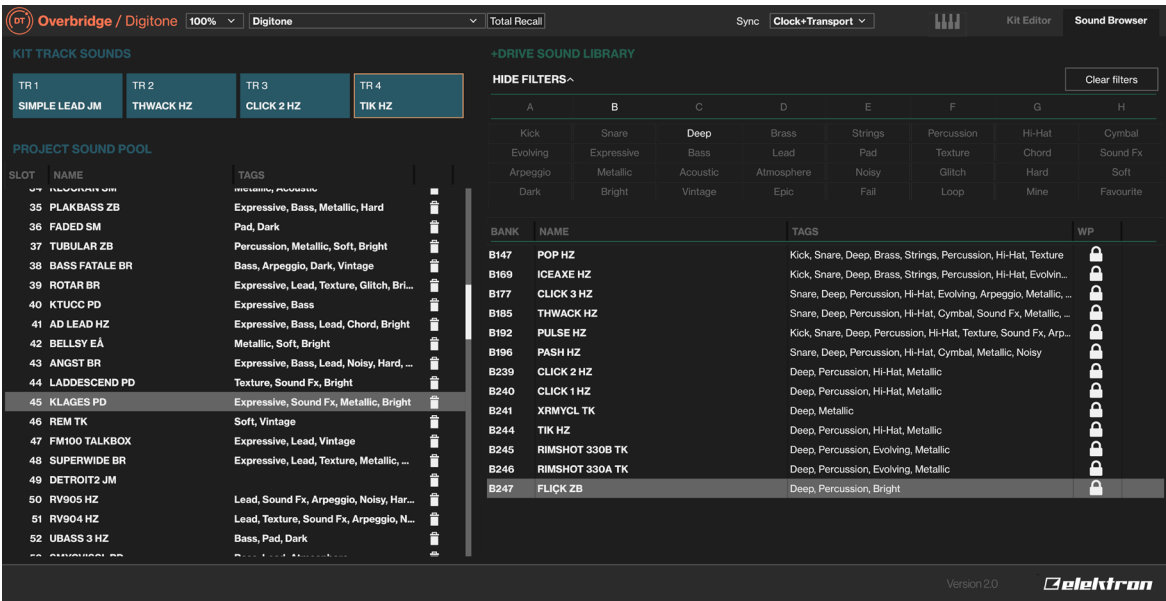 DT Overbridge / Digitone 100% Digitone Total Recall Sync Clock+Transport Kit Editor Sound Browser
KIT TRACK SOUNDS
TR 1 TR 2 TR 3 TR 4
SIMPLE LEAD JM THWACK HZ CLICK 2 HZ TIK HZ
PROJECT SOUND POOL
SLOT NAME TAGS
35 PLAKBASS ZB Expressive, Bass, Metallic, Hard
36 FADED SM Pad, Dark
37 TUBULAR ZB Percussion, Metallic, Soft, Bright
38 BASS FATALE BR Bass, Arpeggio, Dark, Vintage
39 ROTAR BR Expressive, Lead, Texture, Glitch, Bri...
40 KTUCC PD Expressive, Bass
41 AD LEAD HZ Expressive, Bass, Lead, Chord, Bright
42 BELLSY EÅ Metallic, Soft, Bright
43 ANGST BR Expressive, Bass, Lead, Noisy, Hard, ...
44 LADDESCEND PD Texture, Sound Fx, Bright
45 KLAGES PD Expressive, Sound Fx, Metallic, Bright
46 REM TK Soft, Vintage
47 FM100 TALKBOX Expressive, Lead, Vintage
48 SUPERWIDE BR Expressive, Lead, Texture, Metallic, ...
49 DETROIT2 JM
50 RV905 HZ Lead, Sound Fx, Arpeggio, Noisy, Har...
51 RV904 HZ Lead, Texture, Sound Fx, Arpeggio, N...
52 UBASS 3 HZ Bass, Pad, Dark
+DRIVE SOUND LIBRARY
HIDE FILTERS Clear filters
A B C D E F G H
Kick Snare Deep Brass Strings Percussion Hi-Hat Cymbal
Evolving Expressive Bass Lead Pad Texture Chord Sound Fx
Arpeggio Metallic Acoustic Atmosphere Noisy Glitch Hard Soft
Dark Bright Vintage Epic Fail Loop Mine Favourite
BANK NAME TAGS WP
B147 POP HZ Kick, Snare, Deep, Brass, Strings, Percussion, Hi-Hat, Texture
B169 ICEAXE HZ Kick, Snare, Deep, Brass, Strings, Percussion, Hi-Hat, Evolvin...
B177 CLICK 3 HZ Snare, Deep, Percussion, Hi-Hat, Evolving, Arpeggio, Metallic, ...
B185 THWACK HZ Snare, Deep, Percussion, Hi-Hat, Cymbal, Sound Fx, Metallic, ...
B192 PULSE HZ Kick, Snare, Deep, Percussion, Hi-Hat, Texture, Sound Fx, Arp...
B196 PASH HZ Snare, Deep, Percussion, Hi-Hat, Cymbal, Metallic, Noisy
B239 CLICK 2 HZ Deep, Percussion, Hi-Hat, Metallic
B240 CLICK 1 HZ Deep, Percussion, Hi-Hat, Metallic
B241 XRMYCL TK Deep, Metallic
B244 TIK HZ Deep, Percussion, Hi-Hat, Metallic
B245 RIMSHOT 330B TK Deep, Percussion, Evolving, Metallic
B246 RIMSHOT 330A TK Deep, Percussion, Evolving, Metallic
B247 FLICK ZB Deep, Percussion, Bright
Version 2.0 elektron